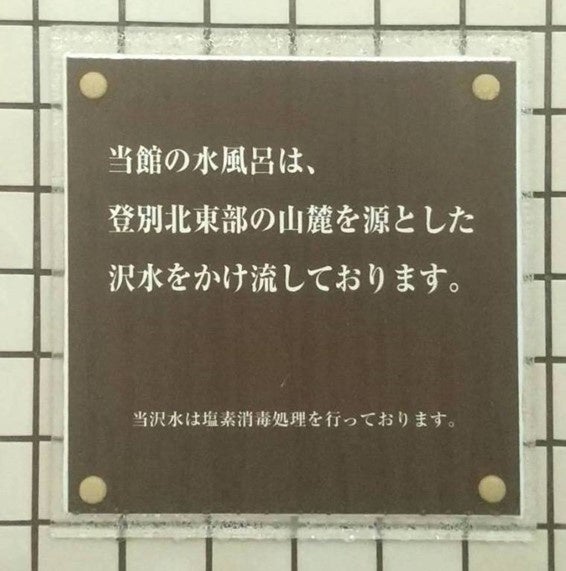 当館の水風呂は、
登別北東部の山麓を源とした
沢水をかけ流しております。
当沢水は塩素消毒処理を行っております。